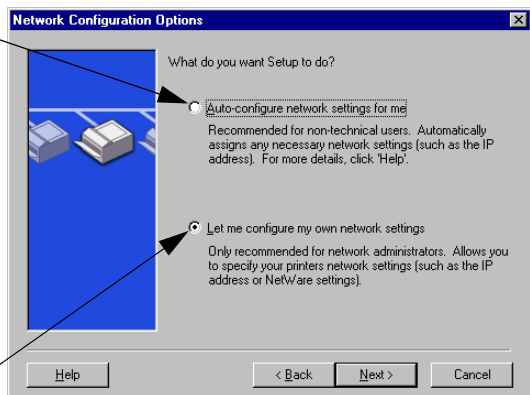 Network Configuration Options
What do you want Setup to do?
Auto-configure network settings for me
Recommended for non-technical users. Automatically
assigns any necessary network settings (such as the IP
address). For more details, click 'Help'.
Let me configure my own network settings
Only recommended for network administrators. Allows you
to specify your printers network settings (such as the IP
address or NetWare settings).
Help
< Back
Next >
Cancel